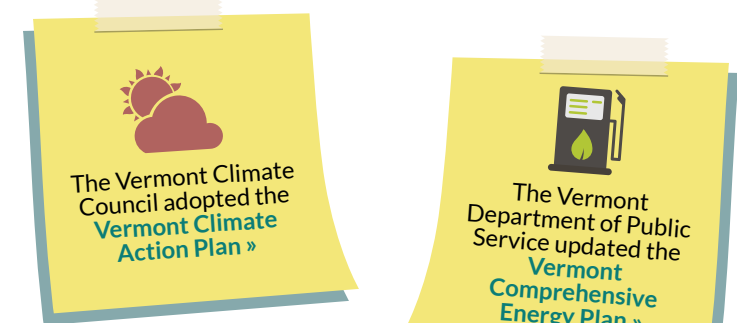 The Vermont Climate
Council adopted the
Vermont Climate
Action Plan »
The Vermont
Department of Public
Service updated the
Vermont
Comprehensive
Energy Plan »